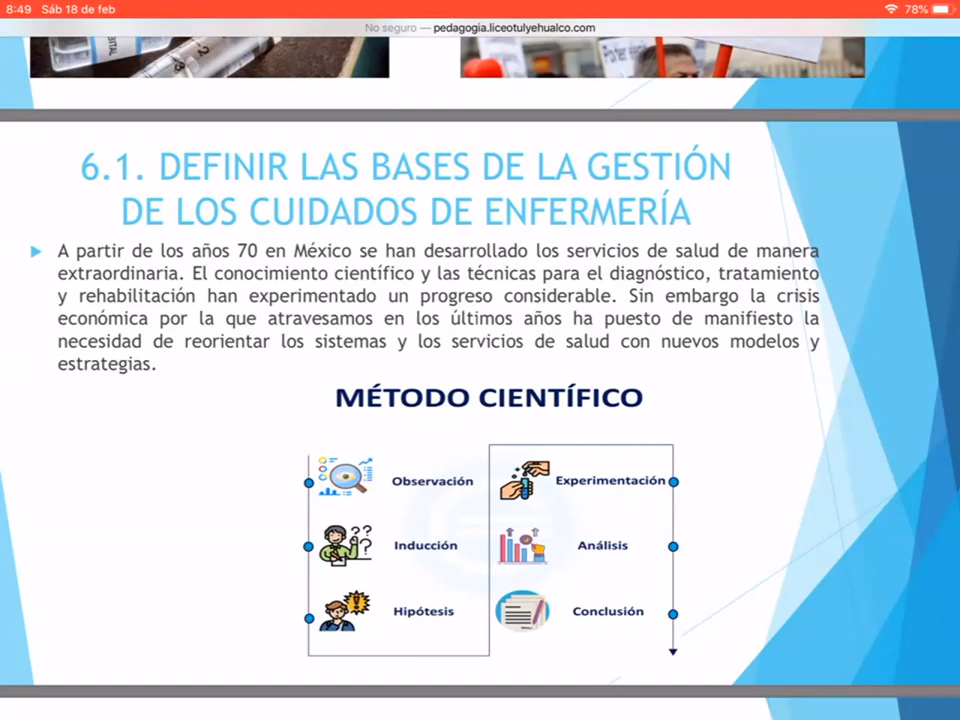 8:49 Sáb 18 de feb
78%
No seguro — pedagogia.liceotulyehualco.com
6.1. DEFINIR LAS BASES DE LA GESTIÓN
DE LOS CUIDADOS DE ENFERMERÍA
A partir de los años 70 en México se han desarrollado los servicios de salud de manera
extraordinaria. El conocimiento científico y las técnicas para el diagnóstico, tratamiento
y rehabilitación han experimentado un progreso considerable. Sin embargo la crisis
económica por la que atravesamos en los últimos años ha puesto de manifiesto la
necesidad de reorientar los sistemas y los servicios de salud con nuevos modelos y
estrategias.
MÉTODO CIENTÍFICO
Observación
Inducción
Hipótesis
Experimentación
Análisis
Conclusión